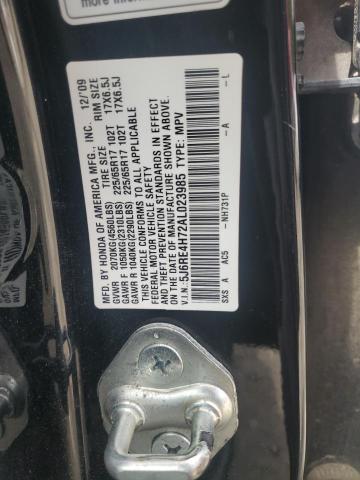 more informa
MFD. BY: HONDA OF AMERICA MFG., INC. 12/'09
TIRE SIZE RIM SIZE
GVWR 2070KG(4560LBS) 225/65R17 102T 17X6.5J
GAWR F 1050KG(2310LBS) 225/65R17 102T 17X6.5J
GAWR R 1040KG(2290LBS)
THIS VEHICLE CONFORMS TO ALL APPLICABLE
FEDERAL MOTOR VEHICLE SAFETY
AND THEFT PREVENTION STANDARDS IN EFFECT
ON THE DATE OF MANUFACTURE SHOWN ABOVE.
V.I.N:5J6RE4H72AL023985 TYPE: MPV
SXS A AC5 -NH731P -A -L